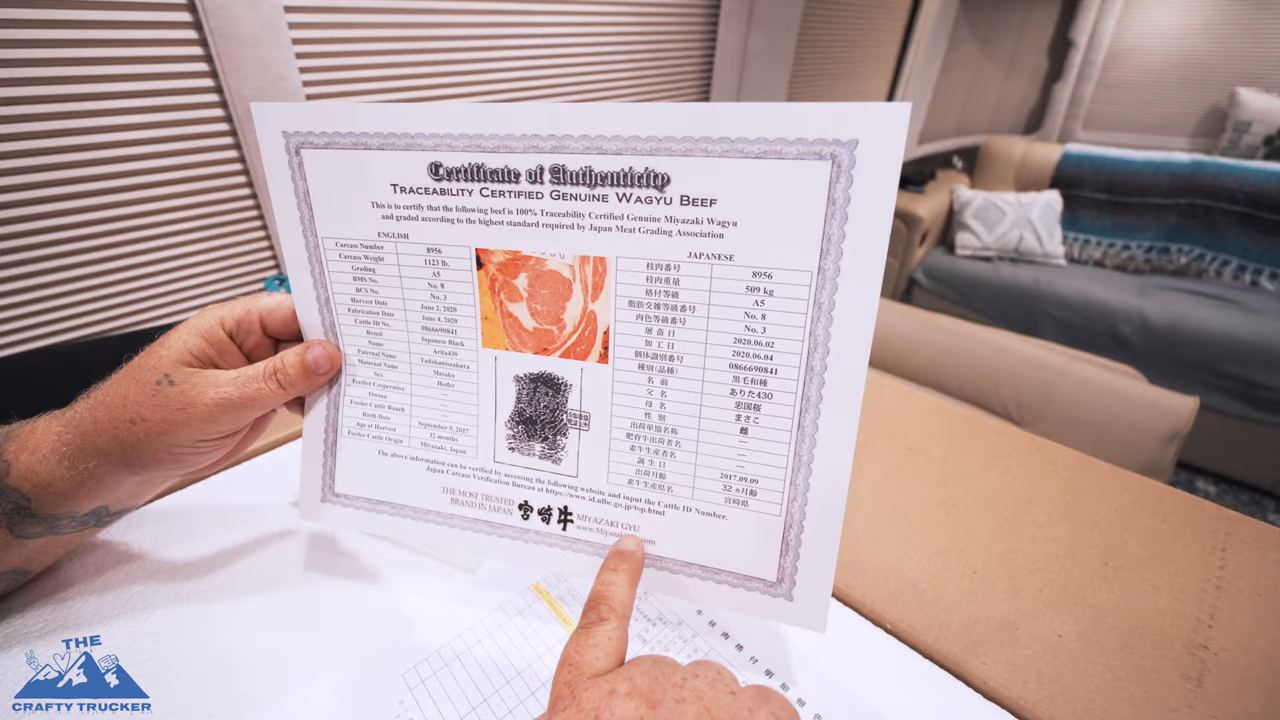 Certificate of Authenticity
TRACEABILITY CERTIFIED GENUINE WAGYU BEEF
This is to certify that the following beef is 100% Traceability Certified Genuine Miyazaki Wagyu
and graded according to the highest standard required by Japan Meat Grading Association
ENGLISH
Carcass Number 8956
Carcass Weight 1123 lb.
Grading A5
BMS No. No. 8
BCS No. No. 3
Harvest Date June 2, 2020
Fabrication Date June 4, 2020
Cattle ID No. 0866690841
Breed Japanese Black
Name Arita430
Paternal Name Tadakunisakura
Maternal Name Masako
Sex Heifer
Feedlot Cooperative —
Owner —
Feeder Cattle Ranch —
Birth Date September 9, 2017
Age at Harvest 32 months
Feeder Cattle Origin Miyazaki, Japan
JAPANESE
枝肉番号 8956
枝肉重量 509 kg
格付等級 A5
脂肪交雑等級番号 No. 8
肉色等級番号 No. 3
屠畜日 2020.06.02
加工日 2020.06.04
個体識別番号 0866690841
種別(品種) 黒毛和種
名前 ありた430
父名 忠国桜
母名 まさこ
性別 雌
出荷単協名称 —
肥育牛出荷者名 —
素牛生産者名 —
誕生日 2017.09.09
出荷月齢 32ヵ月齢
素牛生産県名 宮崎県
The above information can be verified by accessing the following website and input the Cattle ID Number.
Japan Carcass Verification Bureau at https://www.id.nlbc.go.jp/top.html
THE MOST TRUSTED
BRAND IN JAPAN
宮崎牛
MIYAZAKI GYU
牛枝肉格付明細報告
THE
CRAFTY TRUCKER